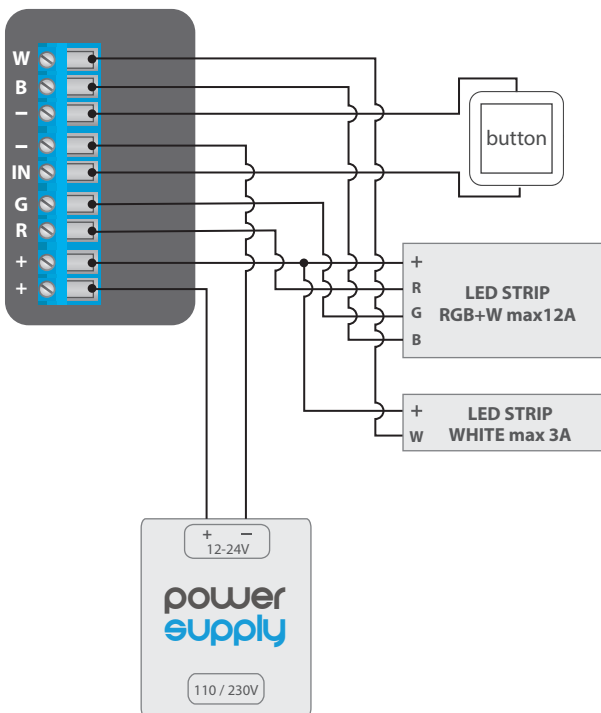 W
B
–
–
IN
G
R
+
+
button
+
R
G
B
LED STRIP
RGB+W max12A
+
W
LED STRIP
WHITE max 3A
+ –
12-24V
power
supply
110 / 230V